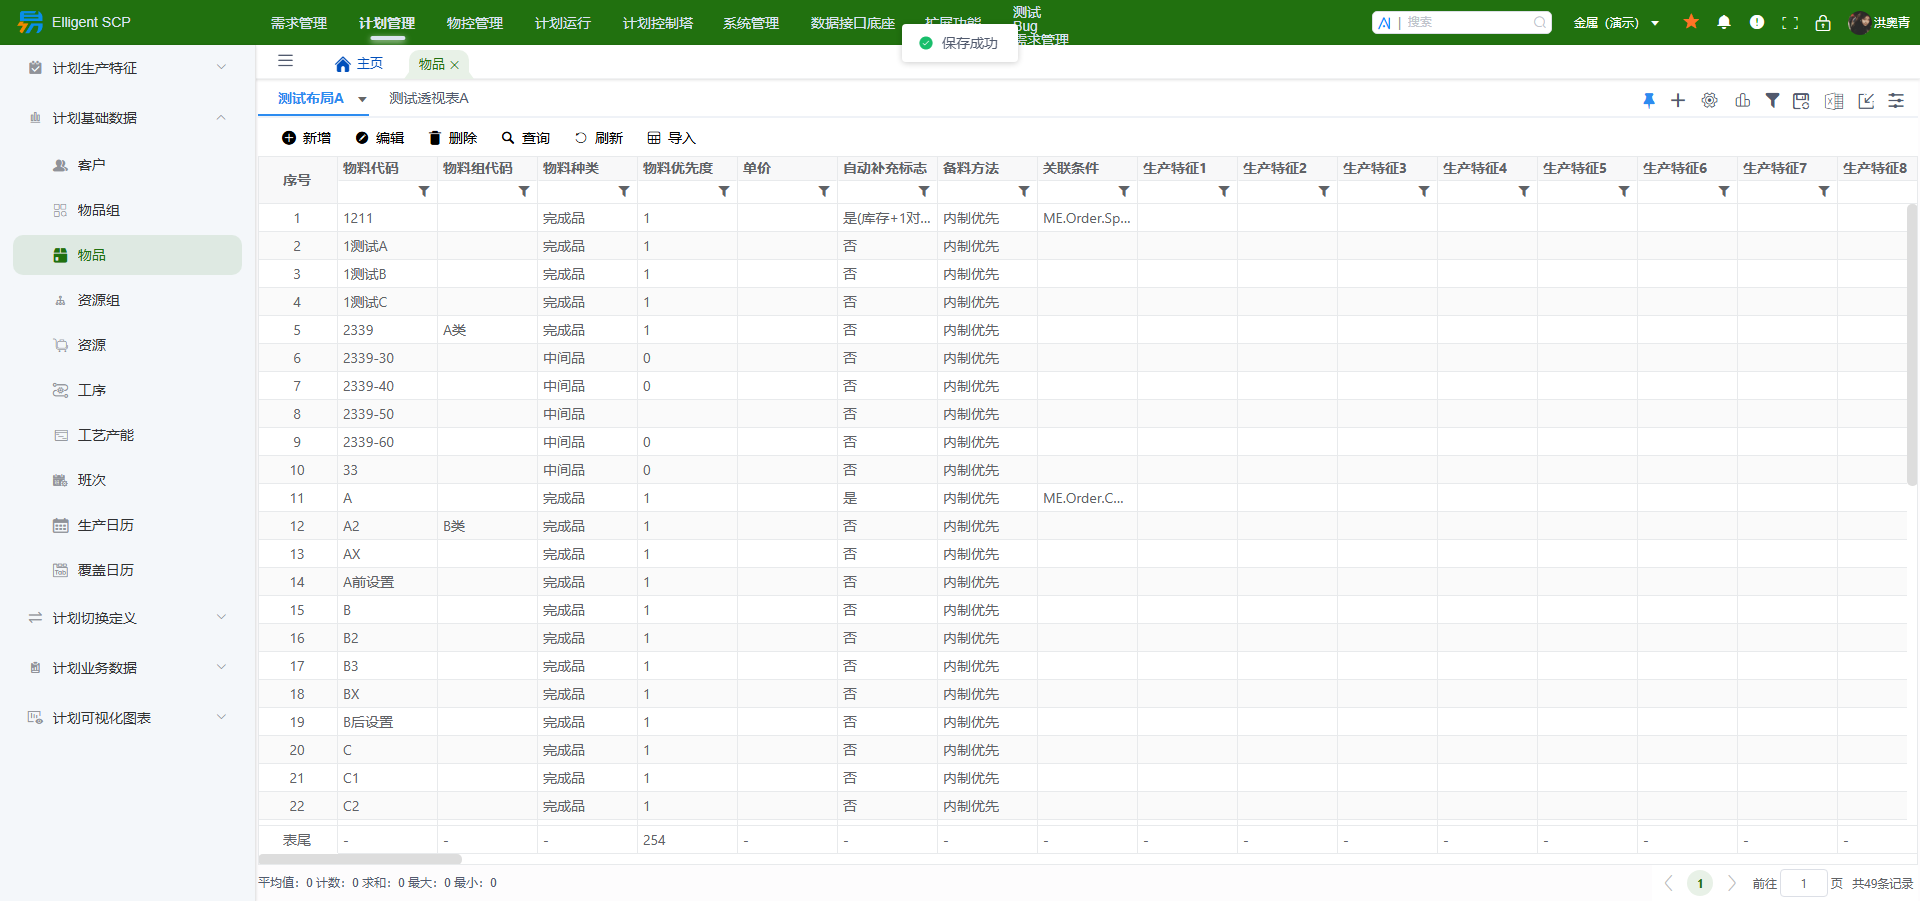 Elligent SCP
需求管理 计划管理 物控管理 计划运行 计划控制塔 系统管理 数据接口底座 扩展功能
测试
Bug
需求管理
保存成功
搜索
金属（演示）
洪奥青
计划生产特征
计划基础数据
客户
物品组
物品
资源组
资源
工序
工艺产能
班次
生产日历
覆盖日历
计划切换定义
计划业务数据
计划可视化图表
主页 物品
测试布局A 测试透视表A
新增 编辑 删除 查询 刷新 导入
序号 物料代码 物料组代码 物料种类 物料优先度 单价 自动补充标志 备料方法 关联条件 生产特征1 生产特征2 生产特征3 生产特征4 生产特征5 生产特征6 生产特征7 生产特征8
1 1211 完成品 1 是(库存+1对... 内制优先 ME.Order.Sp...
2 1测试A 完成品 1 否 内制优先
3 1测试B 完成品 1 否 内制优先
4 1测试C 完成品 1 否 内制优先
5 2339 A类 完成品 1 否 内制优先
6 2339-30 中间品 0 否 内制优先
7 2339-40 中间品 0 否 内制优先
8 2339-50 中间品 否 内制优先
9 2339-60 中间品 0 否 内制优先
10 33 中间品 0 否 内制优先
11 A 完成品 1 是 内制优先 ME.Order.C...
12 A2 B类 完成品 1 否 内制优先
13 AX 完成品 1 否 内制优先
14 A前设置 完成品 1 否 内制优先
15 B 完成品 1 否 内制优先
16 B2 完成品 1 否 内制优先
17 B3 完成品 1 否 内制优先
18 BX 完成品 1 否 内制优先
19 B后设置 完成品 1 否 内制优先
20 C 完成品 1 否 内制优先
21 C1 完成品 1 否 内制优先
22 C2 完成品 1 否 内制优先
表尾 - - - 254 - - - - - - - - - - - -
平均值：0 计数：0 求和：0 最大：0 最小：0
1 前往 1 页 共49条记录